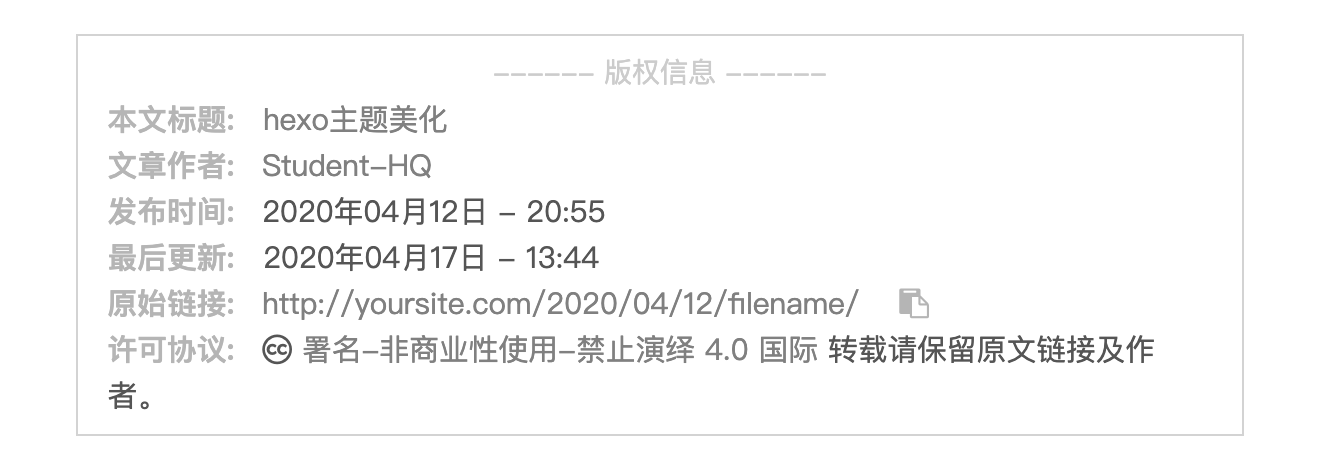 ------ 版权信息 ------
本文标题: hexo主题美化
文章作者: Student-HQ
发布时间: 2020年04月12日 - 20:55
最后更新: 2020年04月17日 - 13:44
原始链接: http://yoursite.com/2020/04/12/filename/
许可协议: cc 署名-非商业性使用-禁止演绎 4.0 国际 转载请保留原文链接及作
者。